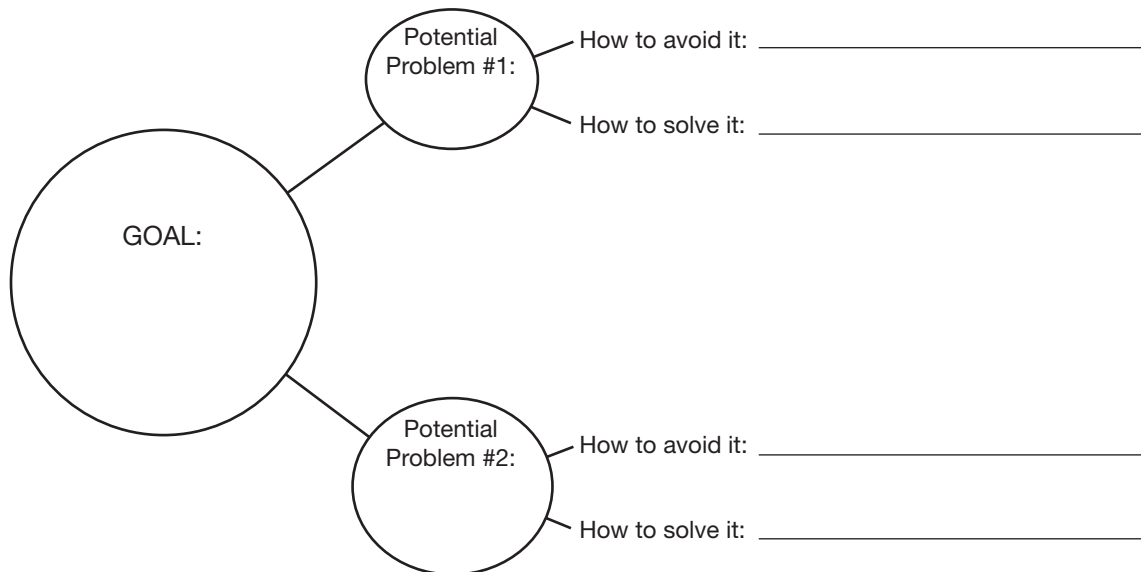 Potential
Problem #1:
How to avoid it:
How to solve it:
GOAL:
Potential
Problem #2:
How to avoid it:
How to solve it: